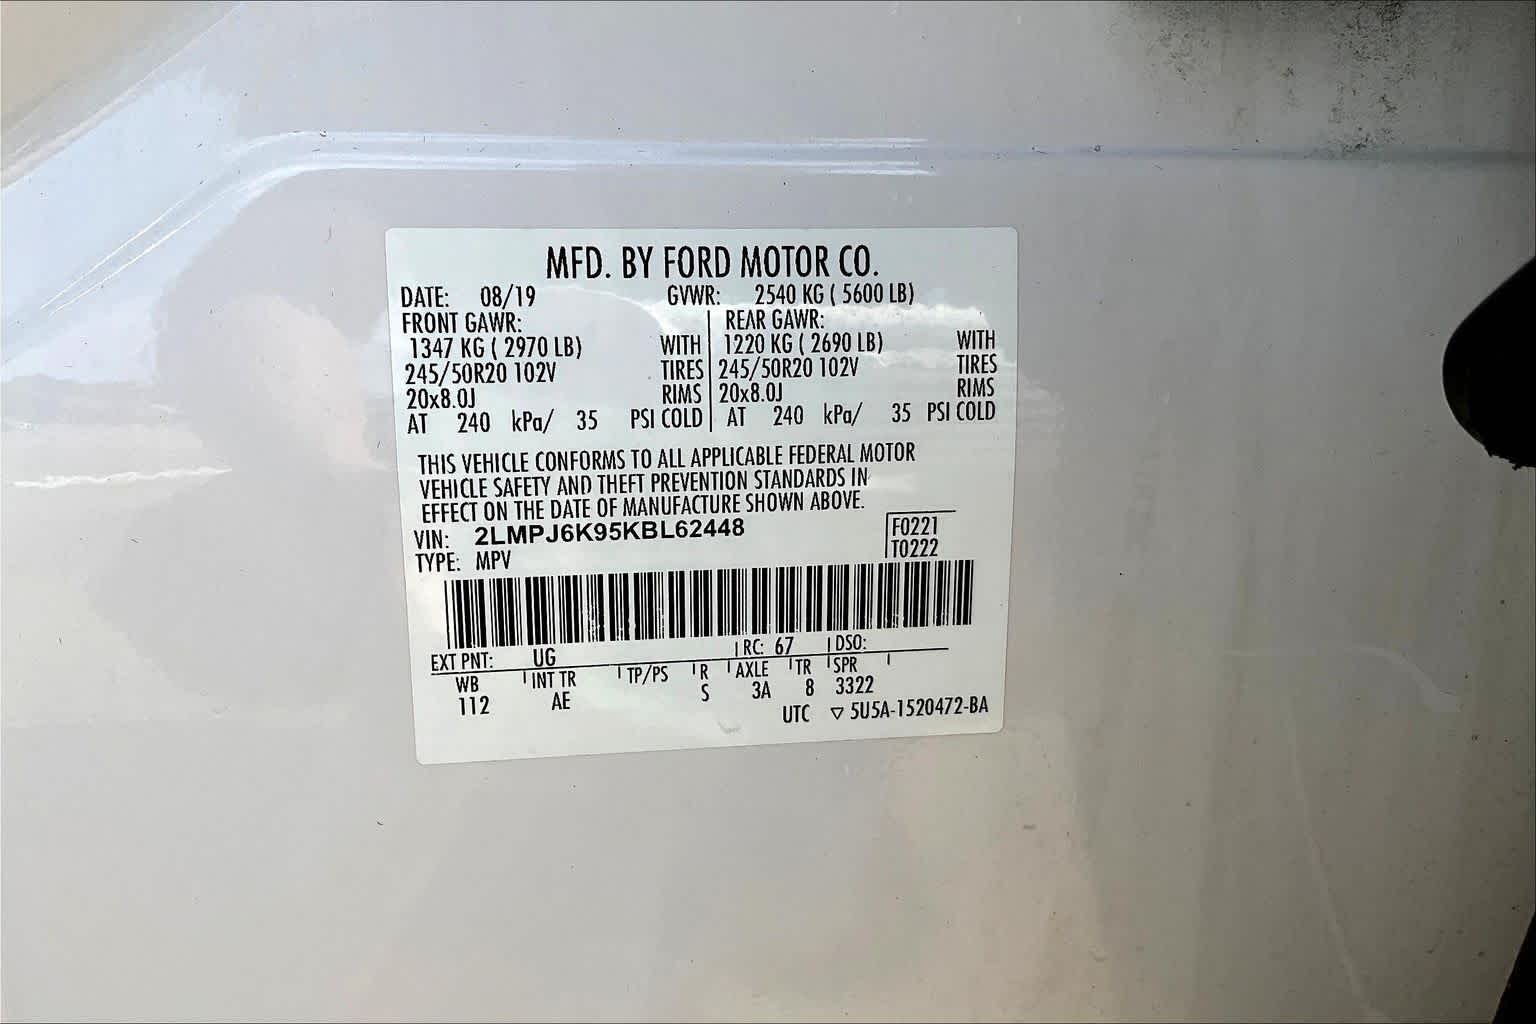 MFD. BY FORD MOTOR CO.
DATE: 08/19 GVWR: 2540 KG ( 5600 LB)
FRONT GAWR: REAR GAWR:
1347 KG ( 2970 LB) WITH 1220 KG ( 2690 LB) WITH
245/50R20 102V TIRES 245/50R20 102V TIRES
20x8.0J RIMS 20x8.0J RIMS
AT 240 kPa/ 35 PSI COLD AT 240 kPa/ 35 PSI COLD
THIS VEHICLE CONFORMS TO ALL APPLICABLE FEDERAL MOTOR
VEHICLE SAFETY AND THEFT PREVENTION STANDARDS IN
EFFECT ON THE DATE OF MANUFACTURE SHOWN ABOVE.
VIN: 2LMPJ6K95KBL62448 F0221
TYPE: MPV T0222
EXT PNT: UG RC: 67 DSO:
WB INT TR TP/PS R AXLE TR SPR
112 AE S 3A 8 3322
UTC ▽ 5U5A-1520472-BA